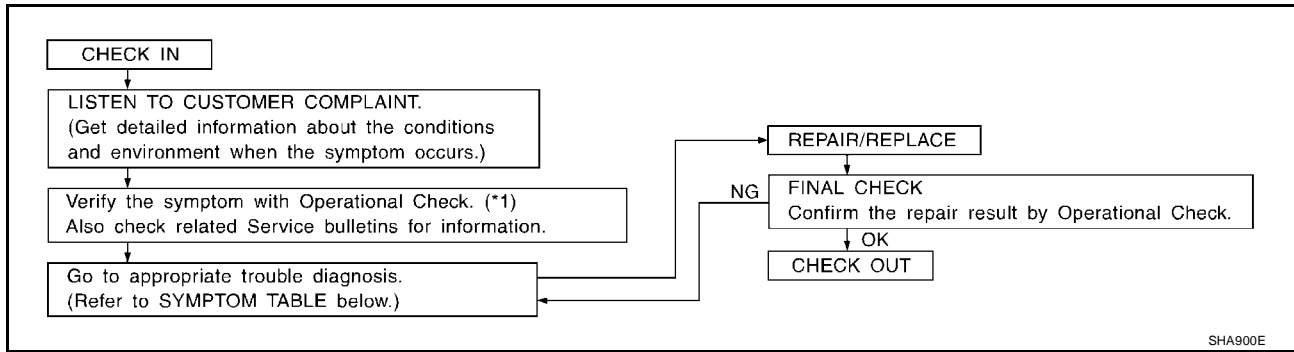 CHECK IN
LISTEN TO CUSTOMER COMPLAINT.
(Get detailed information about the conditions
and environment when the symptom occurs.)
Verify the symptom with Operational Check. (*1)
Also check related Service bulletins for information.
Go to appropriate trouble diagnosis.
(Refer to SYMPTOM TABLE below.)
REPAIR/REPLACE
NG
FINAL CHECK
Confirm the repair result by Operational Check.
OK
CHECK OUT
SHA900E